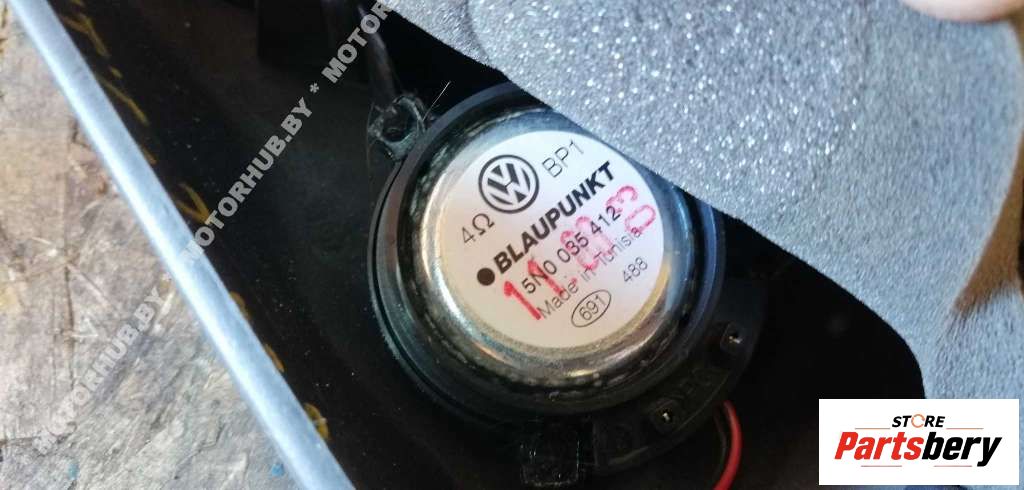 MOTORHUB.BY * MOTOR
MOTORHUB.BY
BP1
4Ω
BLAUPUNKT
5N0 035 412
Made in Tunisia
691
488
STORE
Partsbery